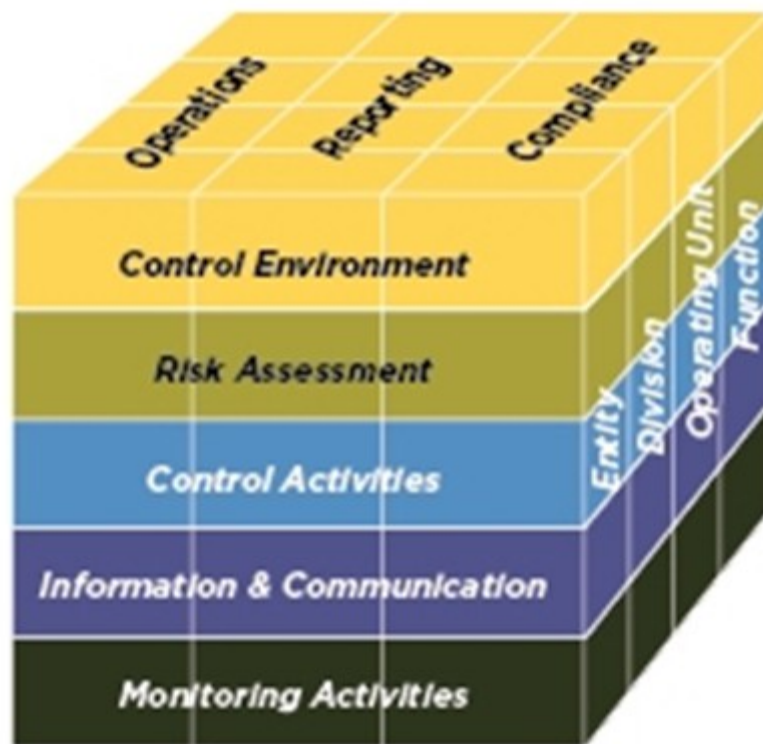 Operations
Reporting
Compliance
Control Environment
Risk Assessment
Control Activities
Information & Communication
Monitoring Activities
Entity
Division
Operating Unit
Function